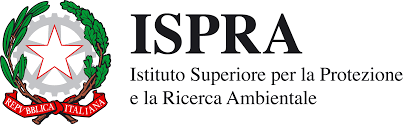 ISPRA
Istituto Superiore per la Protezione
e la Ricerca Ambientale
REPVBBLICA ITALIANA